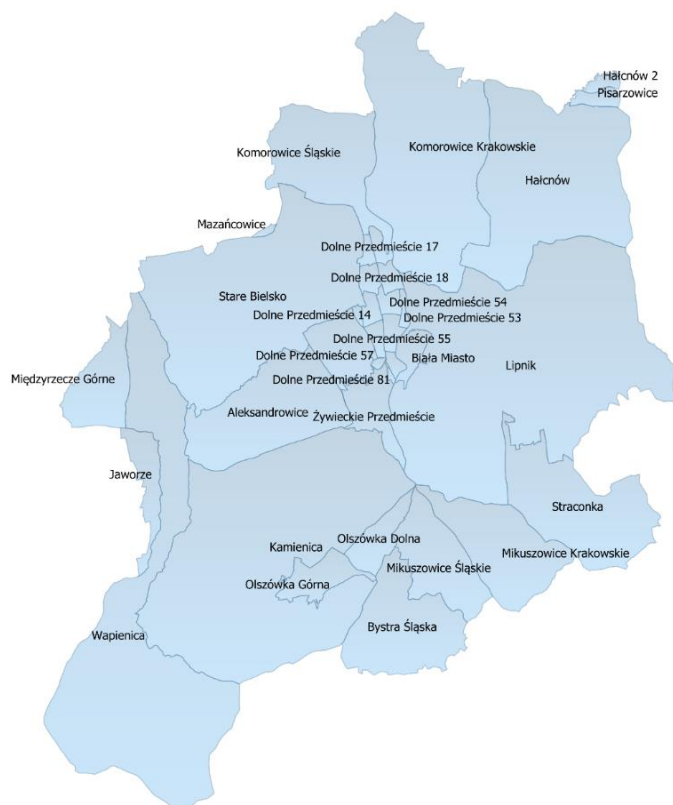 Hałcnów 2
Pisarzowice
Komorowice Śląskie
Komorowice Krakowskie
Hałcnów
Mazańcowice
Dolne Przedmieście 17
Dolne Przedmieście 18
Stare Bielsko
Dolne Przedmieście 54
Dolne Przedmieście 14
Dolne Przedmieście 53
Dolne Przedmieście 55
Dolne Przedmieście 57
Biała Miasto
Lipnik
Międzyrzecze Górne
Dolne Przedmieście 81
Aleksandrowice
Żywieckie Przedmieście
Jaworze
Straconka
Olszówka Dolna
Kamienica
Mikuszowice Krakowskie
Mikuszowice Śląskie
Olszówka Górna
Bystra Śląska
Wapienica